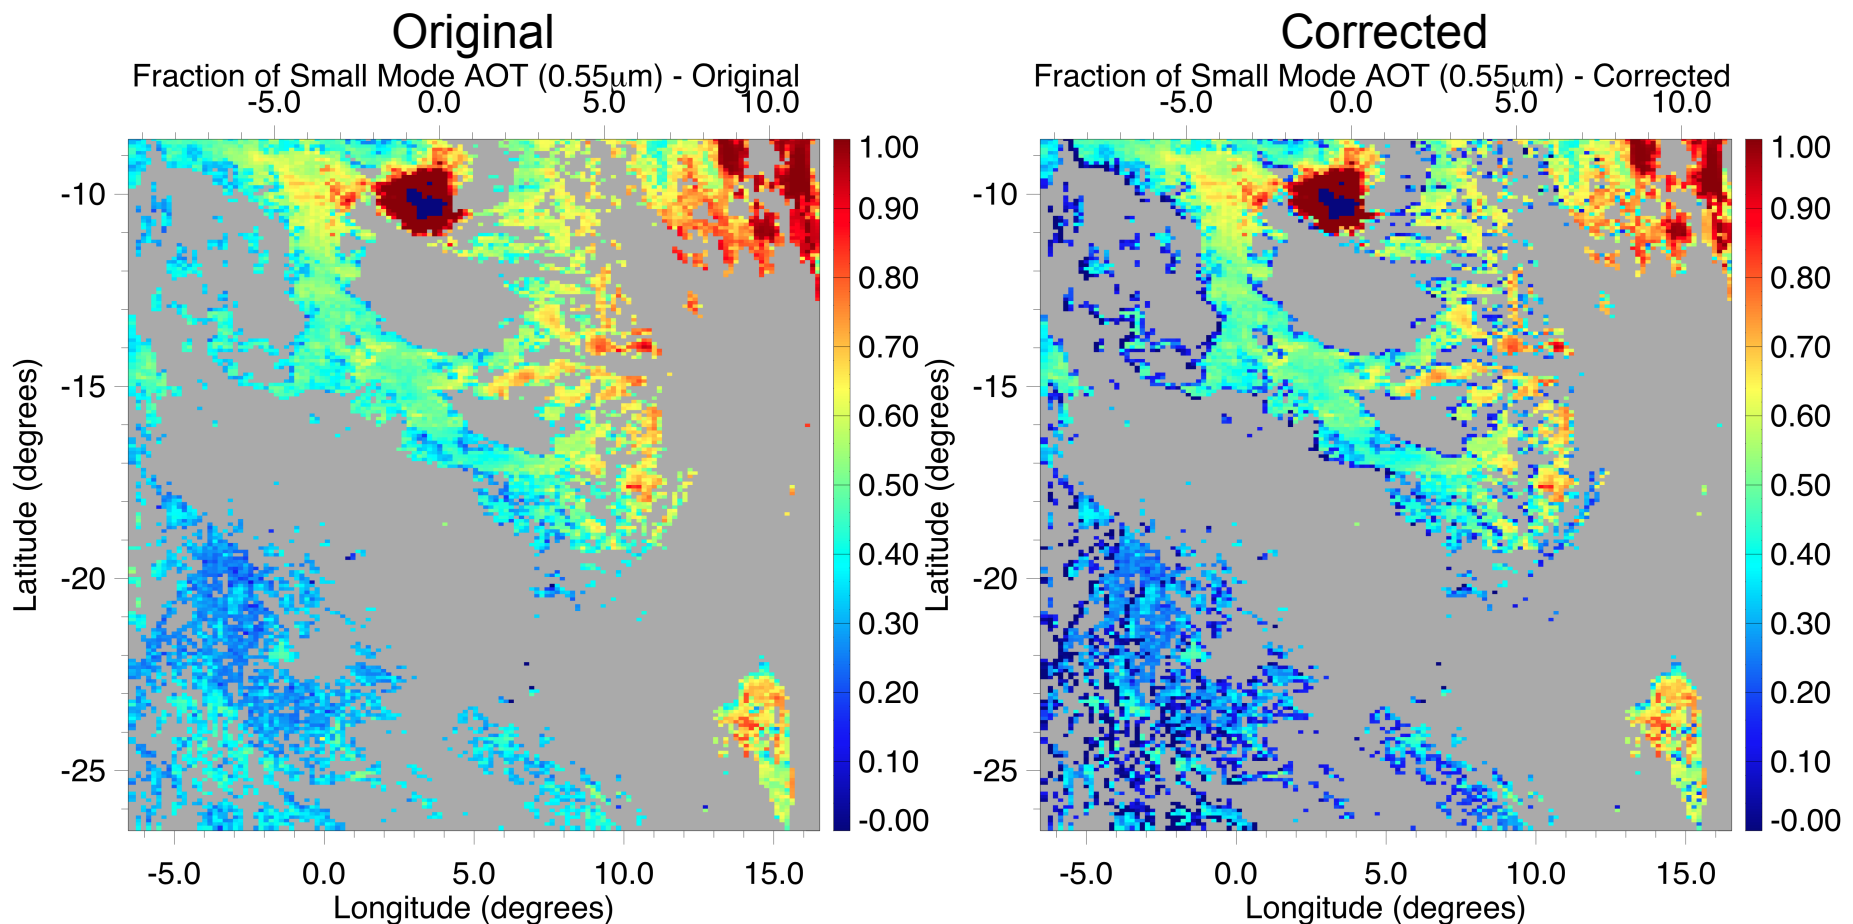 Original
Fraction of Small Mode AOT (0.55μm) - Original
-5.0 0.0 5.0 10.0
1.00
0.90
0.80
0.70
0.60
0.50
0.40
0.30
0.20
0.10
-0.00
-10
-15
-20
-25
Latitude (degrees)
-5.0 0.0 5.0 10.0 15.0
Longitude (degrees)
Corrected
Fraction of Small Mode AOT (0.55μm) - Corrected
-5.0 0.0 5.0 10.0
1.00
0.90
0.80
0.70
0.60
0.50
0.40
0.30
0.20
0.10
-0.00
-10
-15
-20
-25
Latitude (degrees)
-5.0 0.0 5.0 10.0 15.0
Longitude (degrees)